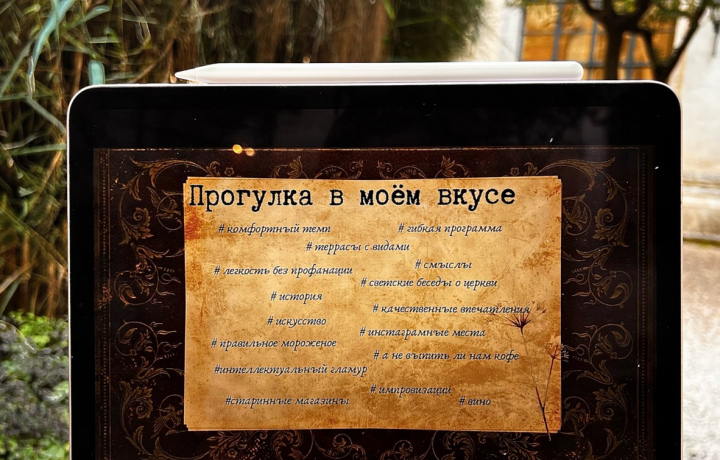 Прогулка в моём вкусе
# комфортный темп
# гибкая программа
# террасы с видами
# смыслы
# легкость без профанации
# светские беседы о церкви
# история
# качественные впечатления
# искусство
# инстаграмные места
# правильное мороженое
# а не выпить ли нам кофе
#интеллектуальный гламур
# импровизации
#старинные магазины
# вино